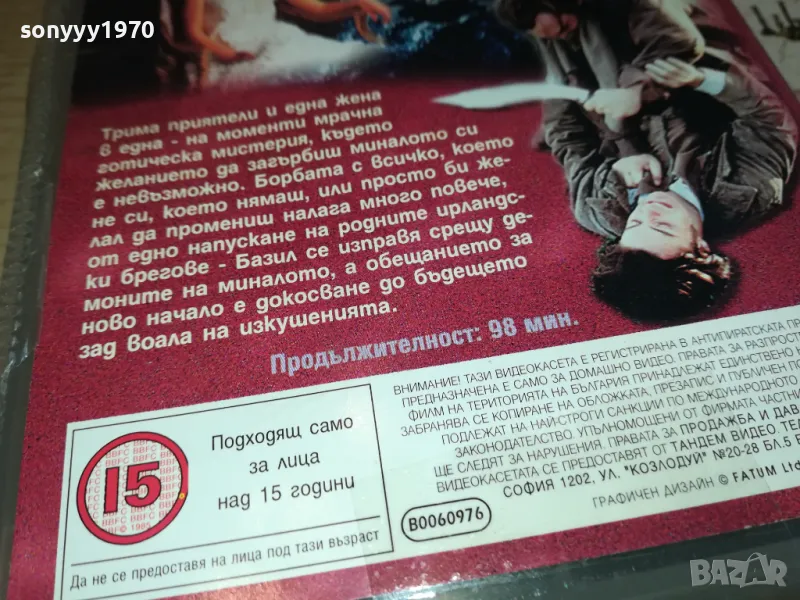 sonyyy1970
Трима приятели и една жена
в една - на моменти мрачна
готическа мистерия, където
желанието да загърбиш миналото си
е невъзможно. Борбата с всичко, което
не си, което нямаш, или просто би же-
лал да промениш налага много повече,
от едно напускане на родните ирландс-
ки брегове - Базил се изправя срещу де-
моните на миналото, а обещанието за
ново начало е докосване до бъдещето
зад воала на изкушенията.
Продължителност: 98 мин.
15
BBFC
© 1985
Подходящ само
за лица
над 15 години
Да не се предоставя на лица под тази възраст
ВНИМАНИЕ! ТАЗИ ВИДЕОКАСЕТА Е РЕГИСТРИРАНА В АНТИПИРАТСКАТА
ПРЕДНАЗНАЧЕНА Е САМО ЗА ДОМАШНО ВИДЕО. ПРАВАТА ЗА
ФИЛМ НА ТЕРИТОРИЯТА НА БЪЛГАРИЯ ПРИНАДЛЕЖАТ ЕДИНСТВЕНО
ЗАБРАНЯВА СЕ КОПИРАНЕ НА ОБЛОЖКАТА, ПРЕЗАПИС И ПУБЛИЧЕН
ПОДЛЕЖАТ НА НАЙ-СТРОГИ САНКЦИИ ПО МЕЖДУНАРОДНОТО
ЗАКОНОДАТЕЛСТВО. УПЪЛНОМОЩЕНИ ОТ ФИРМАТА
ЩЕ СЛЕДЯТ ЗА НАРУШЕНИЯ. ПРАВАТА ЗА ПРОДАЖБА И
ВИДЕОКАСЕТАТА СЕ ПРЕДОСТАВЯТ ОТ ТАНДЕМ ВИДЕО.
СОФИЯ 1202, УЛ. "КОЗЛОДУЙ" №20-28 БЛ.5
ГРАФИЧЕН ДИЗАЙН © FATUM
B0060976
BAZAR